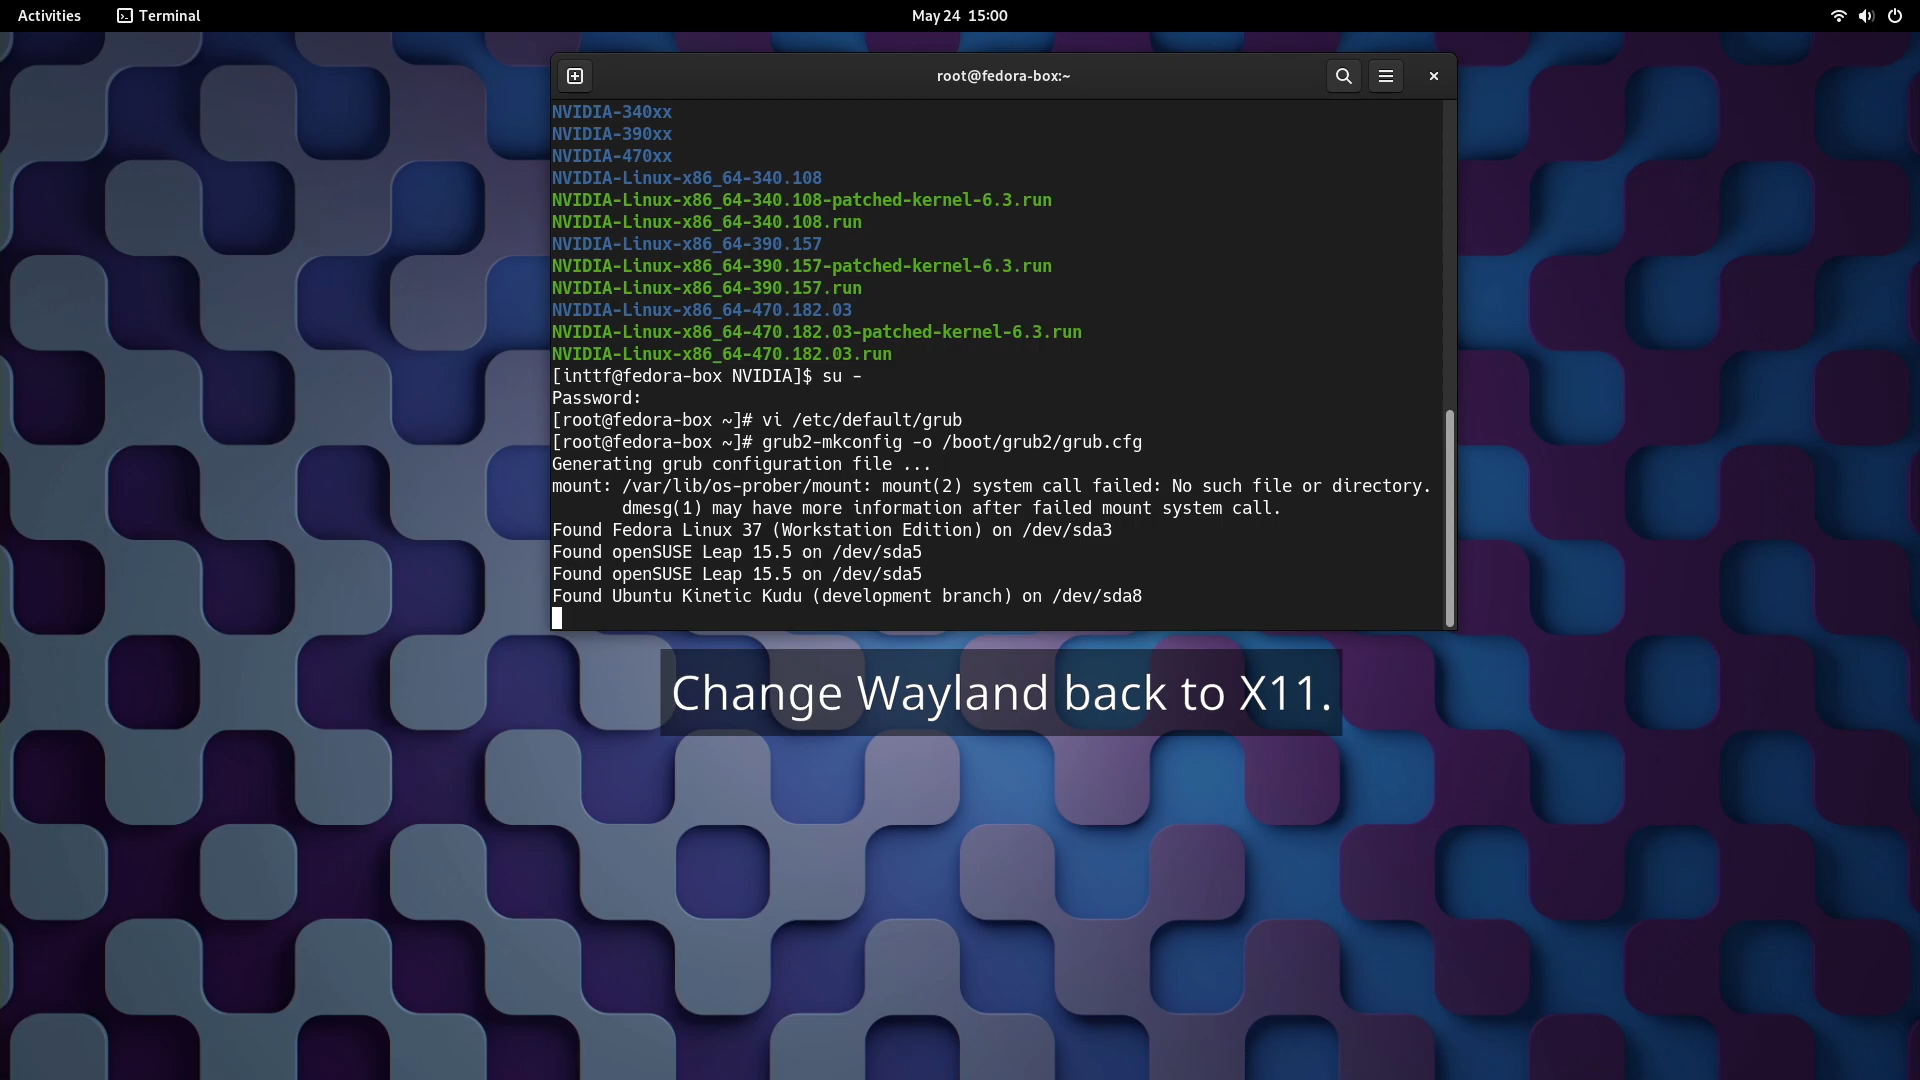 Activities Terminal May 24 15:00
root@fedora-box:~
NVIDIA-340xx
NVIDIA-390xx
NVIDIA-470xx
NVIDIA-Linux-x86_64-340.108
NVIDIA-Linux-x86_64-340.108-patched-kernel-6.3.run
NVIDIA-Linux-x86_64-340.108.run
NVIDIA-Linux-x86_64-390.157
NVIDIA-Linux-x86_64-390.157-patched-kernel-6.3.run
NVIDIA-Linux-x86_64-390.157.run
NVIDIA-Linux-x86_64-470.182.03
NVIDIA-Linux-x86_64-470.182.03-patched-kernel-6.3.run
NVIDIA-Linux-x86_64-470.182.03.run
[inttf@fedora-box NVIDIA]$ su -
Password:
[root@fedora-box ~]# vi /etc/default/grub
[root@fedora-box ~]# grub2-mkconfig -o /boot/grub2/grub.cfg
Generating grub configuration file ...
mount: /var/lib/os-prober/mount: mount(2) system call failed: No such file or directory.
dmesg(1) may have more information after failed mount system call.
Found Fedora Linux 37 (Workstation Edition) on /dev/sda3
Found openSUSE Leap 15.5 on /dev/sda5
Found openSUSE Leap 15.5 on /dev/sda5
Found Ubuntu Kinetic Kudu (development branch) on /dev/sda8
Change Wayland back to X11.